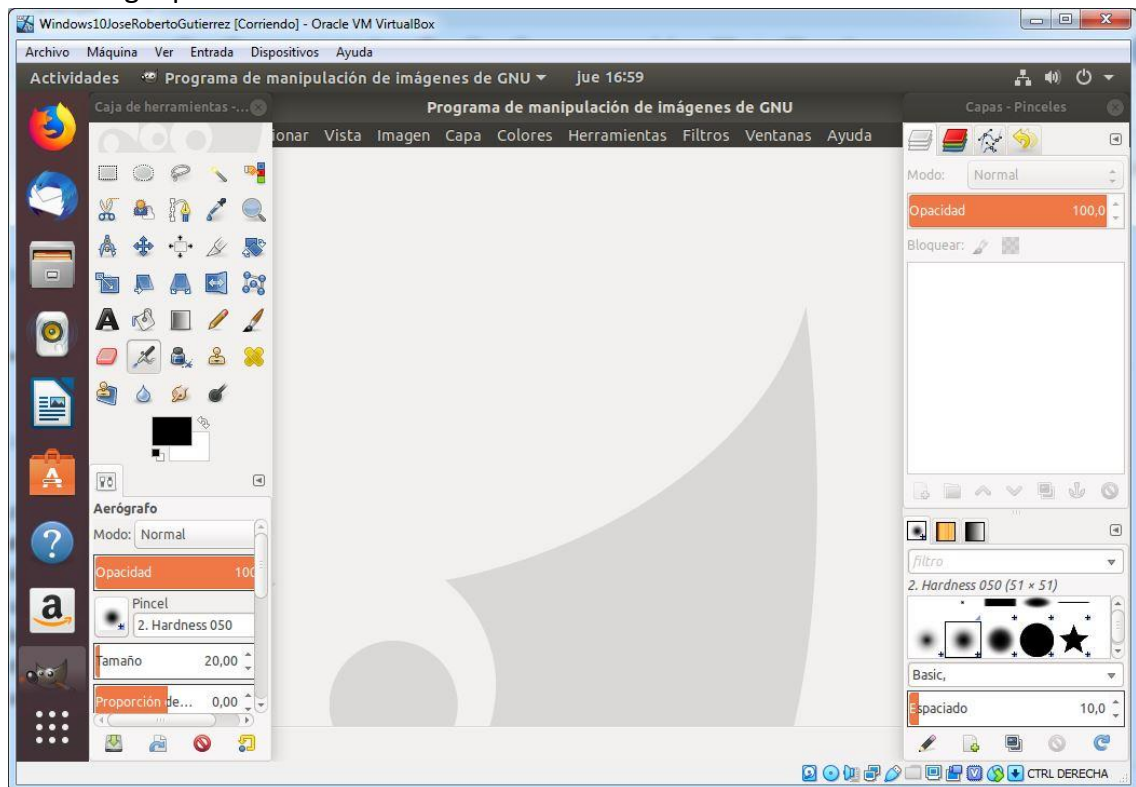 Windows10JoseRobertoGutierrez [Corriendo] - Oracle VM VirtualBox
Archivo Máquina Ver Entrada Dispositivos Ayuda
Actividades Programa de manipulación de imágenes de GNU jue 16:59
Caja de herramientas -... Programa de manipulación de imágenes de GNU Capas - Pinceles
ionar Vista Imagen Capa Colores Herramientas Filtros Ventanas Ayuda
Modo: Normal
Opacidad 100,0
Bloquear:
Aerógrafo
Modo: Normal
Opacidad 100
Pincel
2. Hardness 050
Tamaño 20,00
Proporción de... 0,00
filtro
2. Hardness 050 (51 × 51)
Basic,
Espaciado 10,0
CTRL DERECHA